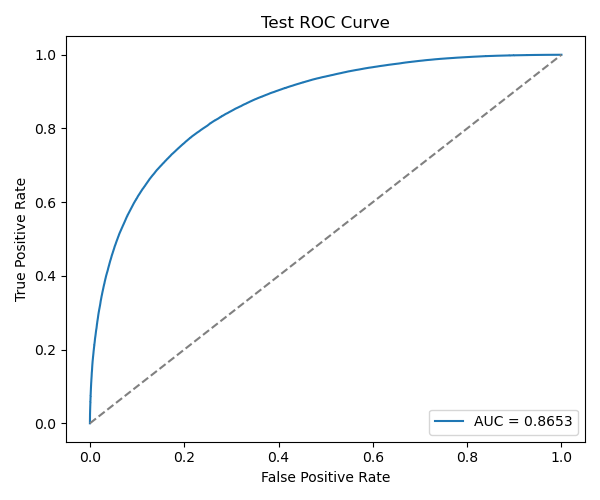 Test ROC Curve
True Positive Rate
1.0
0.8
0.6
0.4
0.2
0.0
AUC = 0.8653
0.0 0.2 0.4 0.6 0.8 1.0
False Positive Rate